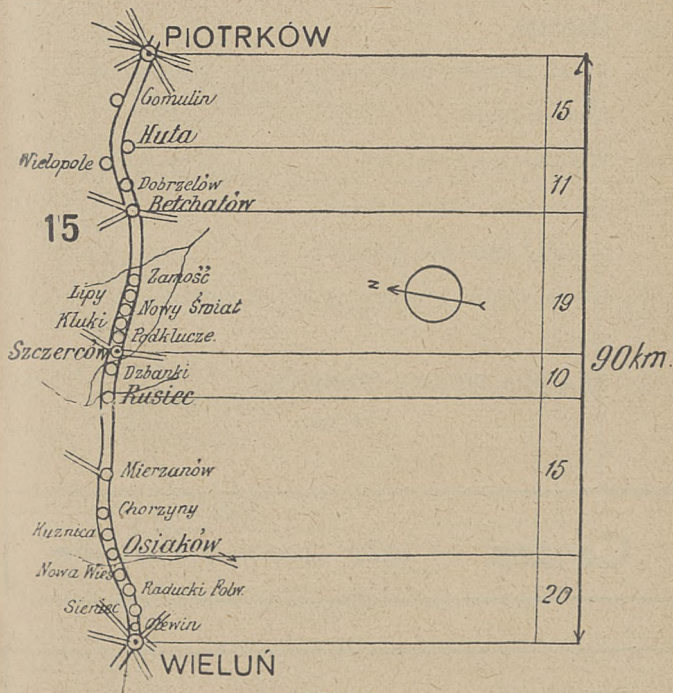 PIOTRKÓW
Gomulin
15
Huta
Wielopole
Dobrzelów
11
Bełchatów
15
Zamość
N
Lipy
Nowy Świat
19
Kluki
Podklucze.
Szczerców
90km.
Dzbanki
10
Rusiec
Mierzanów
15
Chorzyny
Kuznica
Osiaków
Nowa Wieś
Raducki Folw.
20
Sieniec
Olewin
WIELUŃ